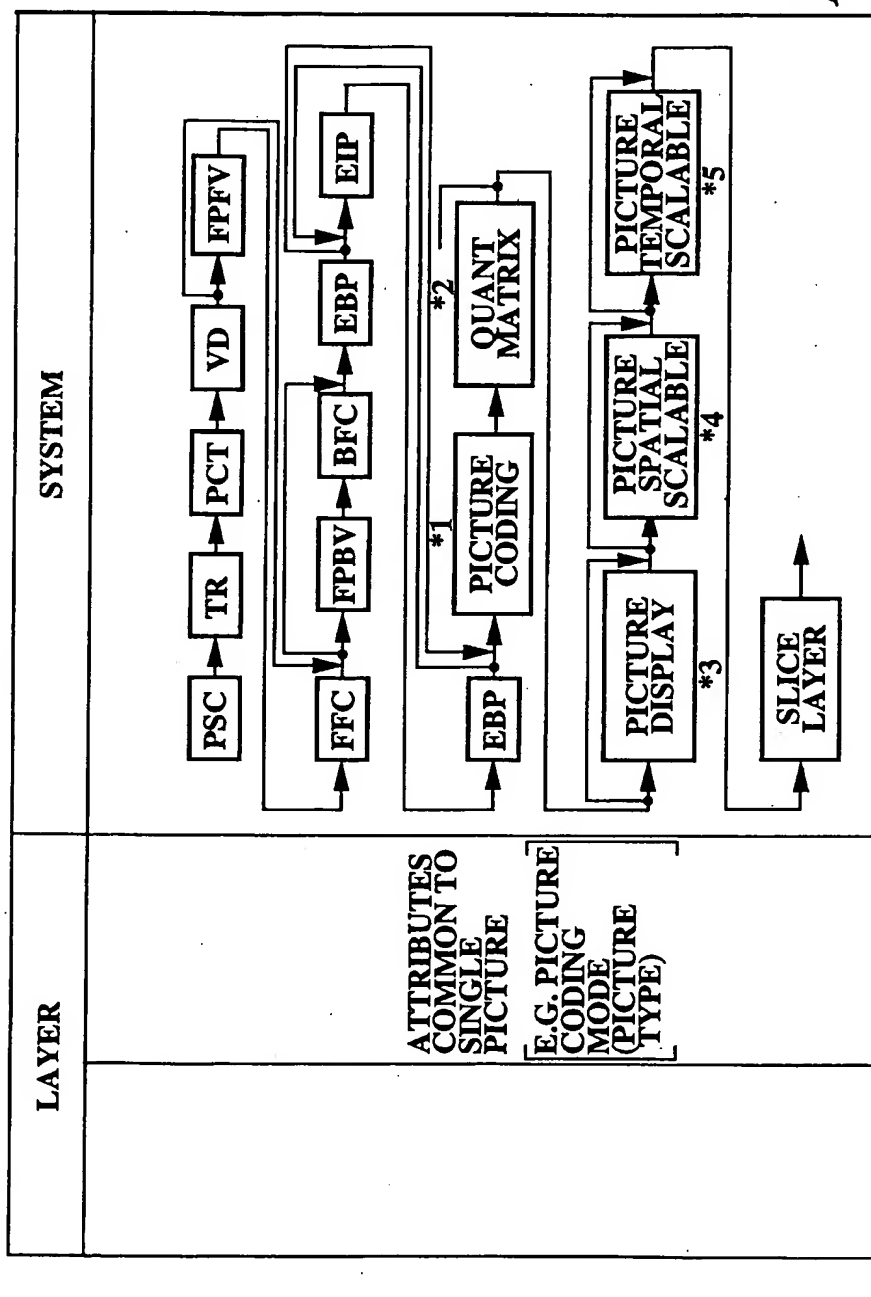 LAYER
SYSTEM
ATTRIBUTES
COMMON TO
SINGLE
PICTURE
E.G. PICTURE
CODING
MODE
(PICTURE
TYPE)
PSC
TR
PCT
VD
FPFV
FFC
FPBV
BFC
EBP
EIP
EBP
*1
PICTURE
CODING
*2
QUANT
MATRIX
PICTURE
DISPLAY
*3
PICTURE
SPATIAL
SCALABLE
*4
PICTURE
TEMPORAL
SCALABLE
*5
SLICE
LAYER